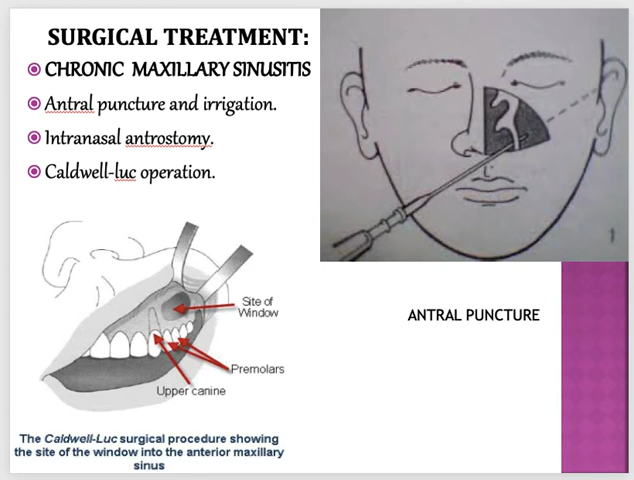 SURGICAL TREATMENT:
CHRONIC MAXILLARY SINUSITIS
Antral puncture and irrigation.
Intranasal antrostomy.
Caldwell-luc operation.
1
Site of
Window
Premolars
Upper canine
ANTRAL PUNCTURE
The Caldwell-Luc surgical procedure showing
the site of the window into the anterior maxillary
sinus